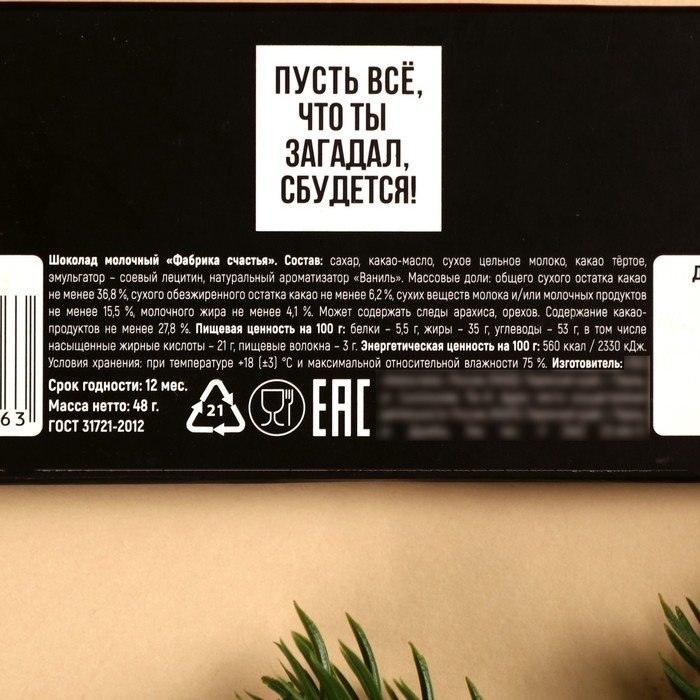 ПУСТЬ ВСЁ,
ЧТО ТЫ
ЗАГАДАЛ,
СБУДЕТСЯ!
Шоколад молочный «Фабрика счастья». Состав: сахар, какао-масло, сухое цельное молоко, какао тёртое,
эмульгатор – соевый лецитин, натуральный ароматизатор «Ваниль». Массовые доли: общего сухого остатка какао
не менее 36,8 %, сухого обезжиренного остатка какао не менее 6,2 %, сухих веществ молока и/или молочных продуктов
не менее 15,5 %, молочного жира не менее 4,1 %. Может содержать следы арахиса, орехов. Содержание какао-
продуктов не менее 27,8 %. Пищевая ценность на 100 г: белки – 5,5 г, жиры – 35 г, углеводы – 53 г, в том числе
насыщенные жирные кислоты – 21 г, пищевые волокна – 3 г. Энергетическая ценность на 100 г: 560 ккал / 2330 кДж.
Условия хранения: при температуре +18 (±3) °С и максимальной относительной влажности 75 %. Изготовитель:
Срок годности: 12 мес.
Масса нетто: 48 г.
ГОСТ 31721-2012
21
ЕАС
63
Д